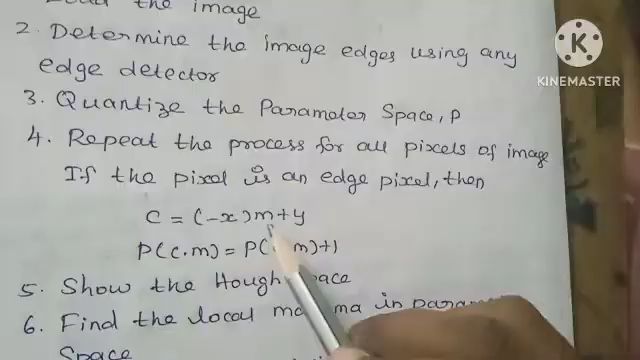 the image
2. Determine the image edges using any
edge detector
3. Quantize the Parameter Space, P
4. Repeat the process for all pixels of image
If the pixel is an edge pixel, then
C = (-x)m+y
P(C.m) = P( m)+1
5. Show the Hough
6. Find the local in
Space
K
KINEMASTER